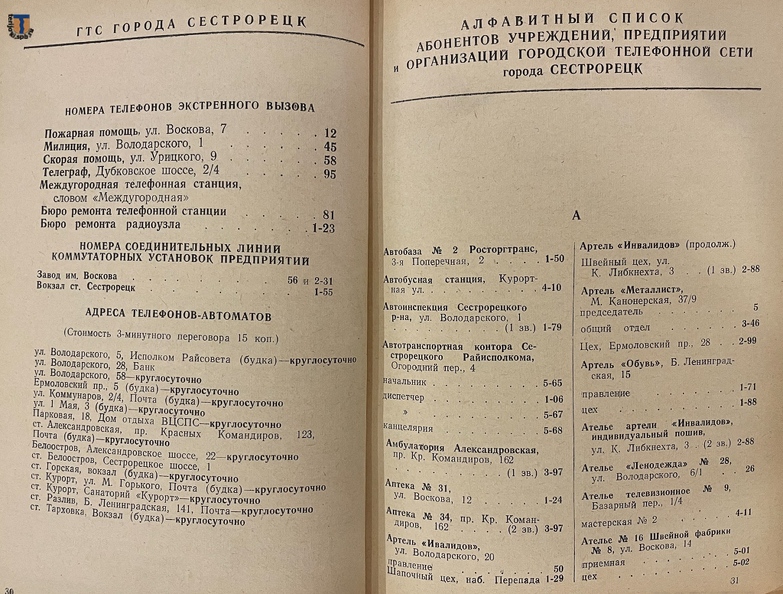 ГТС ГОРОДА СЕСТРОРЕЦК
НОМЕРА ТЕЛЕФОНОВ ЭКСТРЕННОГО ВЫЗОВА
Пожарная помощь, ул. Воскова, 7 . . . . . . 12
Милиция, ул. Володарского, 1 . . . . . . 45
Скорая помощь, ул. Урицкого, 9 . . . . . . 58
Телеграф, Дубковское шоссе, 2/4 . . . . . . 95
Междугородная телефонная станция,
словом «Междугородная»
Бюро ремонта телефонной станции . . . . . . 81
Бюро ремонта радиоузла . . . . . . 1-23
НОМЕРА СОЕДИНИТЕЛЬНЫХ ЛИНИЙ
КОММУТАТОРНЫХ УСТАНОВОК ПРЕДПРИЯТИЙ
Завод им. Воскова . . . . . . 56 и 2-31
Вокзал ст. Сестрорецк . . . . . . 1-55
АДРЕСА ТЕЛЕФОНОВ-АВТОМАТОВ
(Стоимость 3-минутного переговора 15 коп.)
ул. Володарского, 5, Исполком Райсовета (будка)—круглосуточно
ул. Володарского, 28, Банк
ул. Володарского, 58—круглосуточно
Ермоловский пр., 5 (будка)—круглосуточно
ул. Коммунаров, 2/4, Почта (будка)—круглосуточно
ул. 1 Мая, 3 (будка)—круглосуточно
Парковая, 18, Дом отдыха ВЦСПС—круглосуточно
ст. Александровская, пр. Красных Командиров, 123,
Почта (будка)—круглосуточно
Белоостров, Александровское шоссе, 22—круглосуточно
ст. Белоостров, Сестрорецкое шоссе, 1
ст. Горская, вокзал (будка)—круглосуточно
ст. Курорт, ул. М. Горького, Почта (будка)—круглосуточно
ст. Курорт, Санаторий «Курорт»—круглосуточно
ст. Разлив, Б. Ленинградская, 141, Почта—круглосуточно
ст. Тарховка, Вокзал (будка)—круглосуточно
30
АЛФАВИТНЫЙ СПИСОК
АБОНЕНТОВ УЧРЕЖДЕНИЙ, ПРЕДПРИЯТИЙ
и ОРГАНИЗАЦИЙ ГОРОДСКОЙ ТЕЛЕФОННОЙ СЕТИ
города СЕСТРОРЕЦК
А
Автобаза № 2 Росторгтранс,
3-я Поперечная, 2 . . . . 1-50
Автобусная станция, Курорт-
ная ул. . . . . . 4-10
Автоинспекция Сестрорецкого
р-на, ул. Володарского, 1
. . . . . . (1 зв.) 1-79
Автотранспортная контора Се-
строрецкого Райисполкома,
Огородний пер., 4
начальник . . . . . . 5-65
диспетчер . . . . . . 1-06
» . . . . . . 5-67
канцелярия . . . . . . 5-68
Амбулатория Александровская,
пр. Кр. Командиров, 162
. . . . . . (1 зв.) 3-97
Аптека № 31,
ул. Воскова, 12 . . . . 1-24
Аптека № 34, пр. Кр. Коман-
диров, 162 . . . (2 зв.) 3-97
Артель «Инвалидов»,
ул. Володарского, 20
правление . . . . . . 50
Шапочный цех, наб. Перепада 1-29
Артель «Инвалидов» (продолж.)
Швейный цех, ул.
К. Либкнехта, 3 . . (1 зв.) 2-88
Артель «Металлист»,
М. Канонерская, 37/9
председатель . . . . . . 5
общий отдел . . . . . . 3-46
Цех, Ермоловский пр., 28 . . . 2-99
Артель «Обувь», Б. Ленинград-
ская, 15
правление . . . . . . 1-71
цех . . . . . . 1-88
Ателье артели «Инвалидов»,
индивидуальный пошив,
ул. К. Либкнехта, 3 . . (2 зв.) 2-88
Ателье «Ленодежда» № 28,
ул. Володарского, 6/1 . . . . 26
Ателье телевизионное № 9,
Базарный пер., 1/4
. . . . . . 4-11
мастерская № 2
Ателье № 16 Швейной фабрики
№ 8, ул. Воскова, 14
приемная . . . . . . 5-01
цех . . . . . . 5-02
31